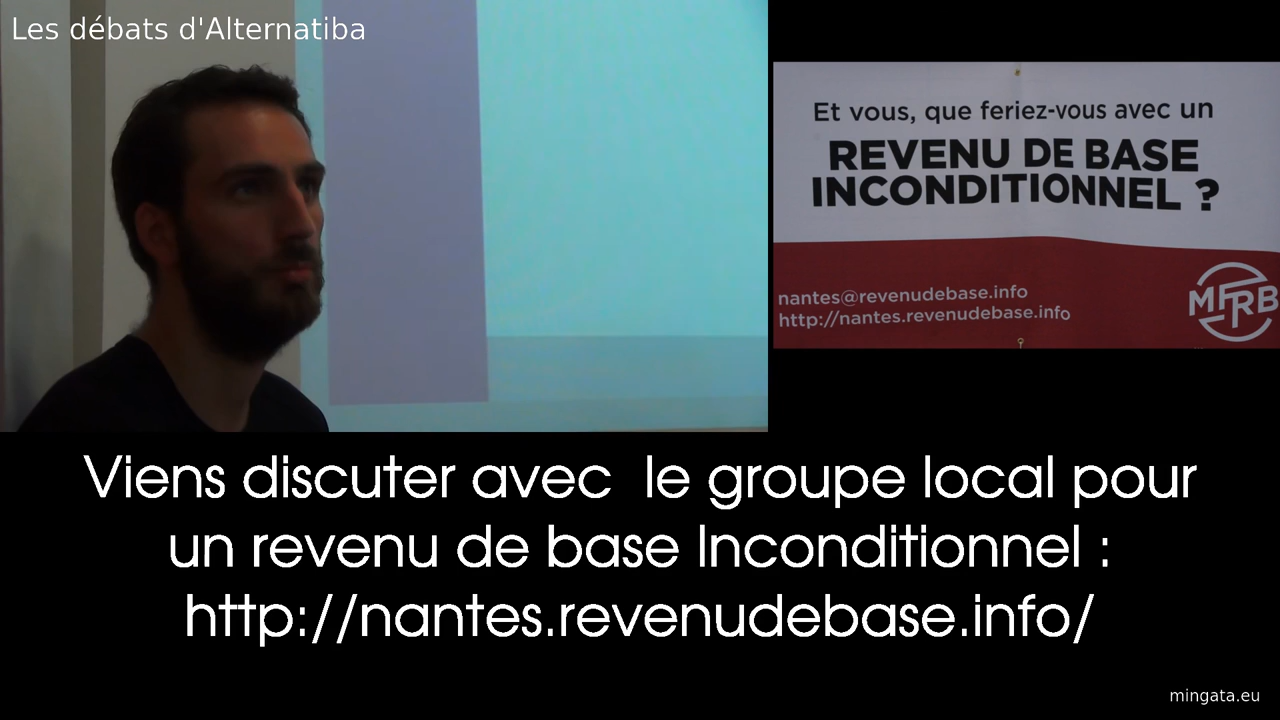 Les débats d'Alternatiba
Et vous, que feriez-vous avec un
REVENU DE BASE
INCONDITIONNEL ?
nantes@revenudebase.info
http://nantes.revenudebase.info
MFRB
Viens discuter avec le groupe local pour
un revenu de base Inconditionnel :
http://nantes.revenudebase.info/
mingata.eu